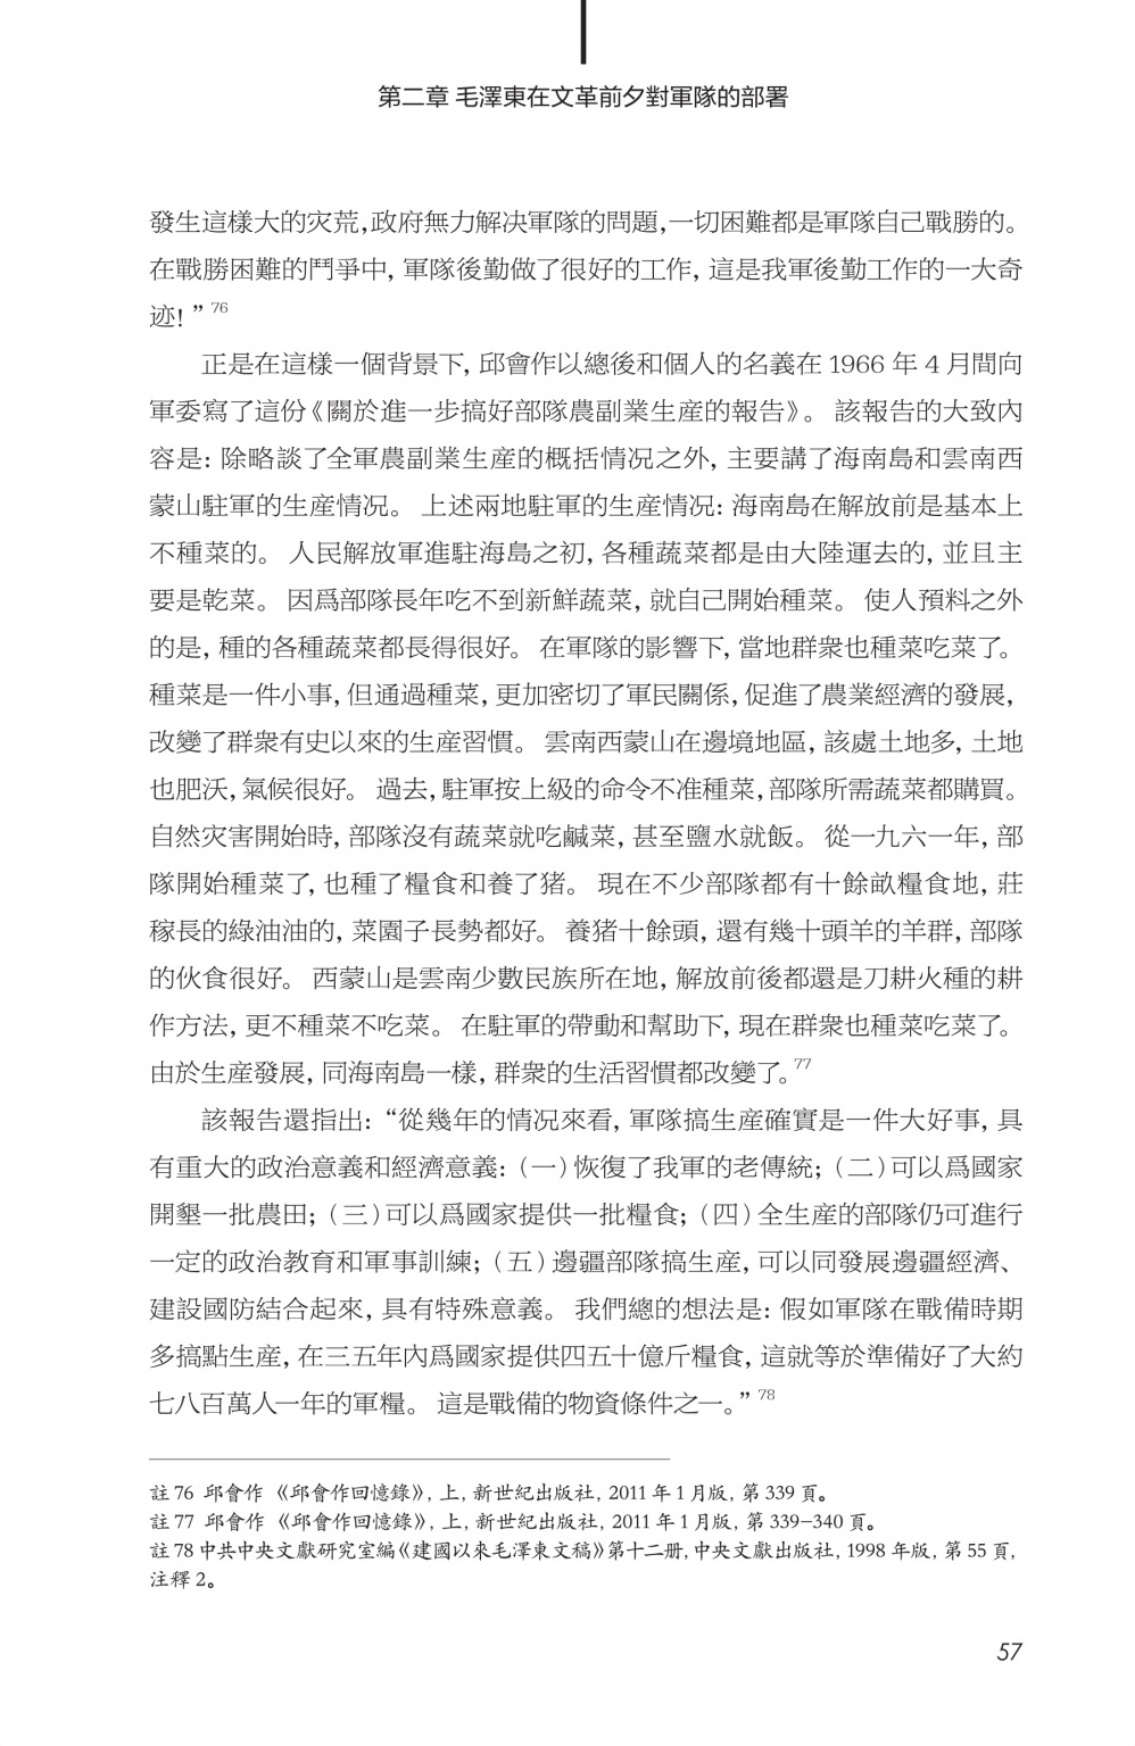 第二章 毛澤東在文革前夕對軍隊的部署
發生這樣大的灾荒，政府無力解决軍隊的問題，一切困難都是軍隊自己戰勝的。
在戰勝困難的鬥爭中，軍隊後勤做了很好的工作，這是我軍後勤工作的一大奇
迹！”76
正是在這樣一個背景下，邱會作以總後和個人的名義在 1966 年 4 月間向
軍委寫了這份《關於進一步搞好部隊農副業生産的報告》。 該報告的大致內
容是：除略談了全軍農副業生産的概括情况之外，主要講了海南島和雲南西
蒙山駐軍的生産情况。 上述兩地駐軍的生産情况：海南島在解放前是基本上
不種菜的。 人民解放軍進駐海島之初，各種蔬菜都是由大陸運去的，並且主
要是乾菜。 因爲部隊長年吃不到新鮮蔬菜，就自己開始種菜。 使人預料之外
的是，種的各種蔬菜都長得很好。 在軍隊的影響下，當地群衆也種菜吃菜了。
種菜是一件小事，但通過種菜，更加密切了軍民關係，促進了農業經濟的發展，
改變了群衆有史以來的生産習慣。 雲南西蒙山在邊境地區，該處土地多，土地
也肥沃，氣候很好。 過去，駐軍按上級的命令不准種菜，部隊所需蔬菜都購買。
自然灾害開始時，部隊沒有蔬菜就吃鹹菜，甚至鹽水就飯。 從一九六一年，部
隊開始種菜了，也種了糧食和養了猪。 現在不少部隊都有十餘畝糧食地，莊
稼長的綠油油的，菜園子長勢都好。 養猪十餘頭，還有幾十頭羊的羊群，部隊
的伙食很好。 西蒙山是雲南少數民族所在地，解放前後都還是刀耕火種的耕
作方法，更不種菜不吃菜。 在駐軍的帶動和幫助下，現在群衆也種菜吃菜了。
由於生産發展，同海南島一樣，群衆的生活習慣都改變了。77
該報告還指出：“從幾年的情况來看，軍隊搞生産確實是一件大好事，具
有重大的政治意義和經濟意義：（一）恢復了我軍的老傳統；（二）可以爲國家
開墾一批農田；（三）可以爲國家提供一批糧食；（四）全生産的部隊仍可進行
一定的政治教育和軍事訓練；（五）邊疆部隊搞生産，可以同發展邊疆經濟、
建設國防結合起來，具有特殊意義。 我們總的想法是：假如軍隊在戰備時期
多搞點生産，在三五年內爲國家提供四五十億斤糧食，這就等於準備好了大約
七八百萬人一年的軍糧。 這是戰備的物資條件之一。”78
註 76 邱會作《邱會作回憶錄》，上，新世紀出版社，2011 年 1 月版，第 339 頁。
註 77 邱會作《邱會作回憶錄》，上，新世紀出版社，2011 年 1 月版，第 339–340 頁。
註 78 中共中央文獻研究室編《建國以來毛澤東文稿》第十二册，中央文獻出版社，1998 年版，第 55 頁，
注釋 2。
57